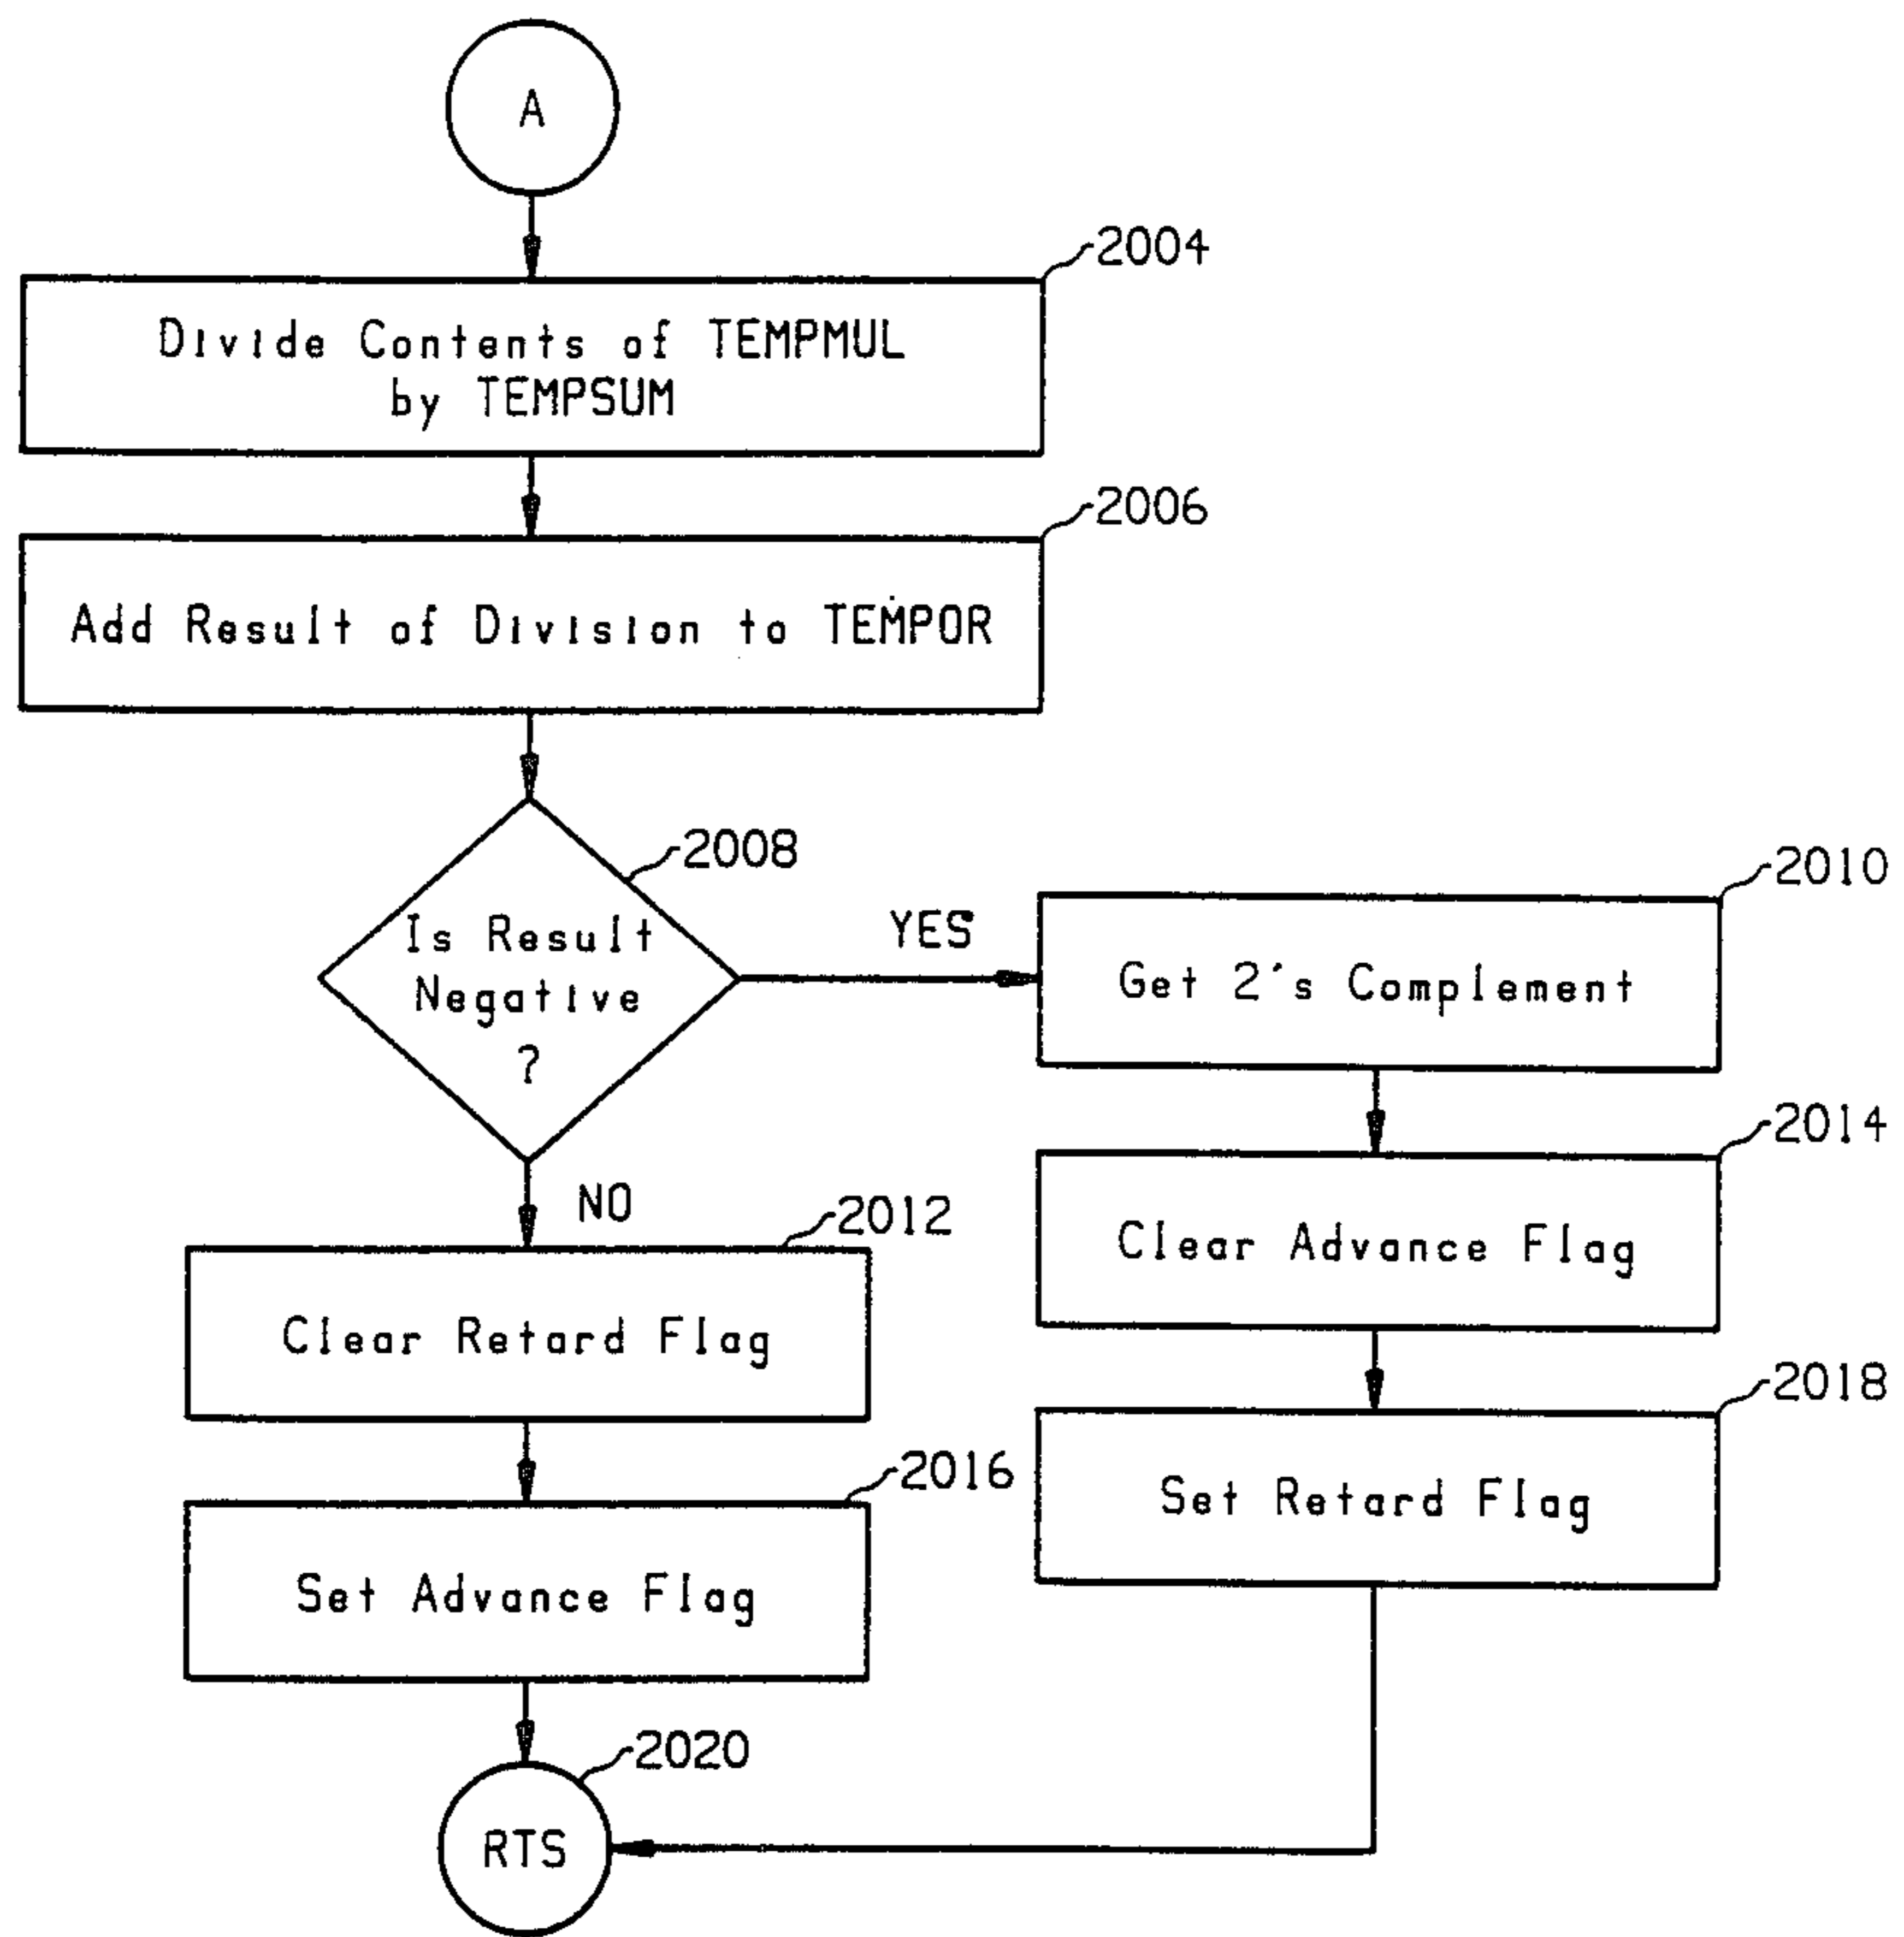 A
2004
Divide Contents of TEMPMUL
by TEMPSUM
2006
Add Result of Division to TEMPOR
2008
Is Result
Negative
?
YES
2010
Get 2's Complement
2014
Clear Advance Flag
NO
2012
Clear Retard Flag
2018
Set Retard Flag
2016
Set Advance Flag
2020
RTS